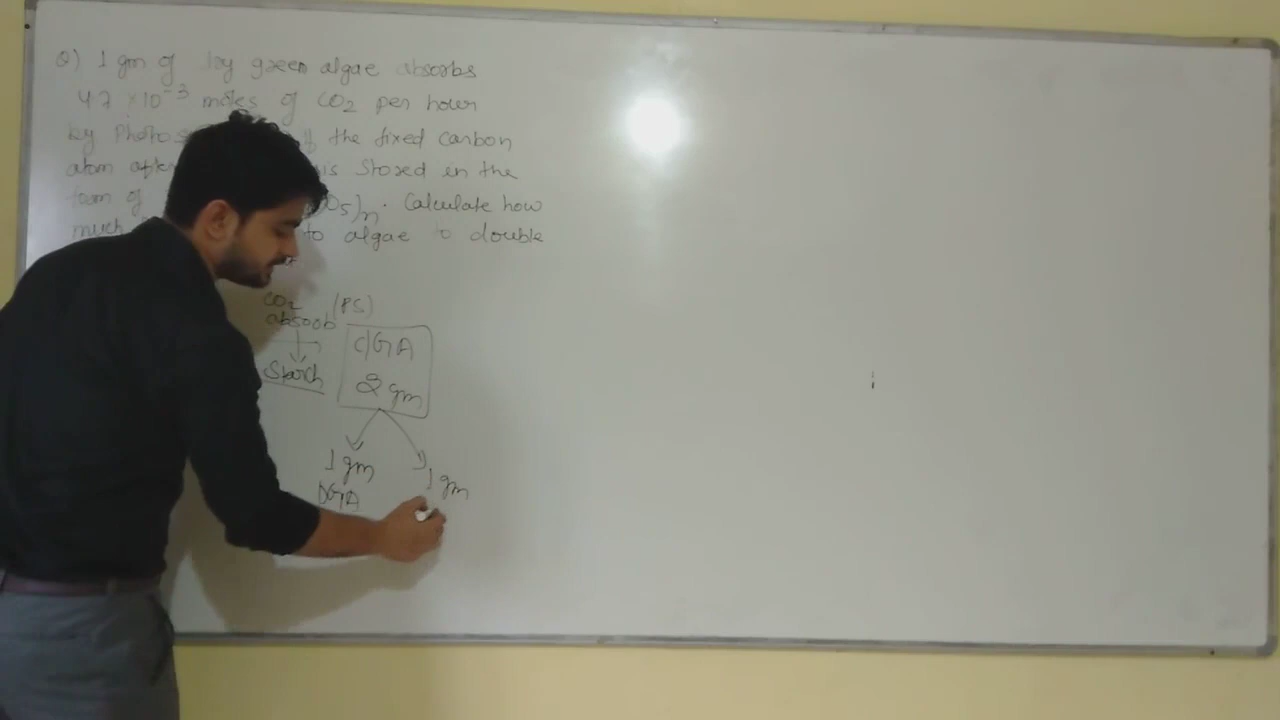 Q) 1 gm of dry green algae absorbs
4.7 × 10⁻³ moles of CO₂ per hour
by Photos the fixed carbon
atom after is stored in the
form of O₅)ₙ. Calculate how
much to algae to double
CO₂ (PS)
absorb
Starch
DGA
2 gm
1 gm
1 gm
DGA